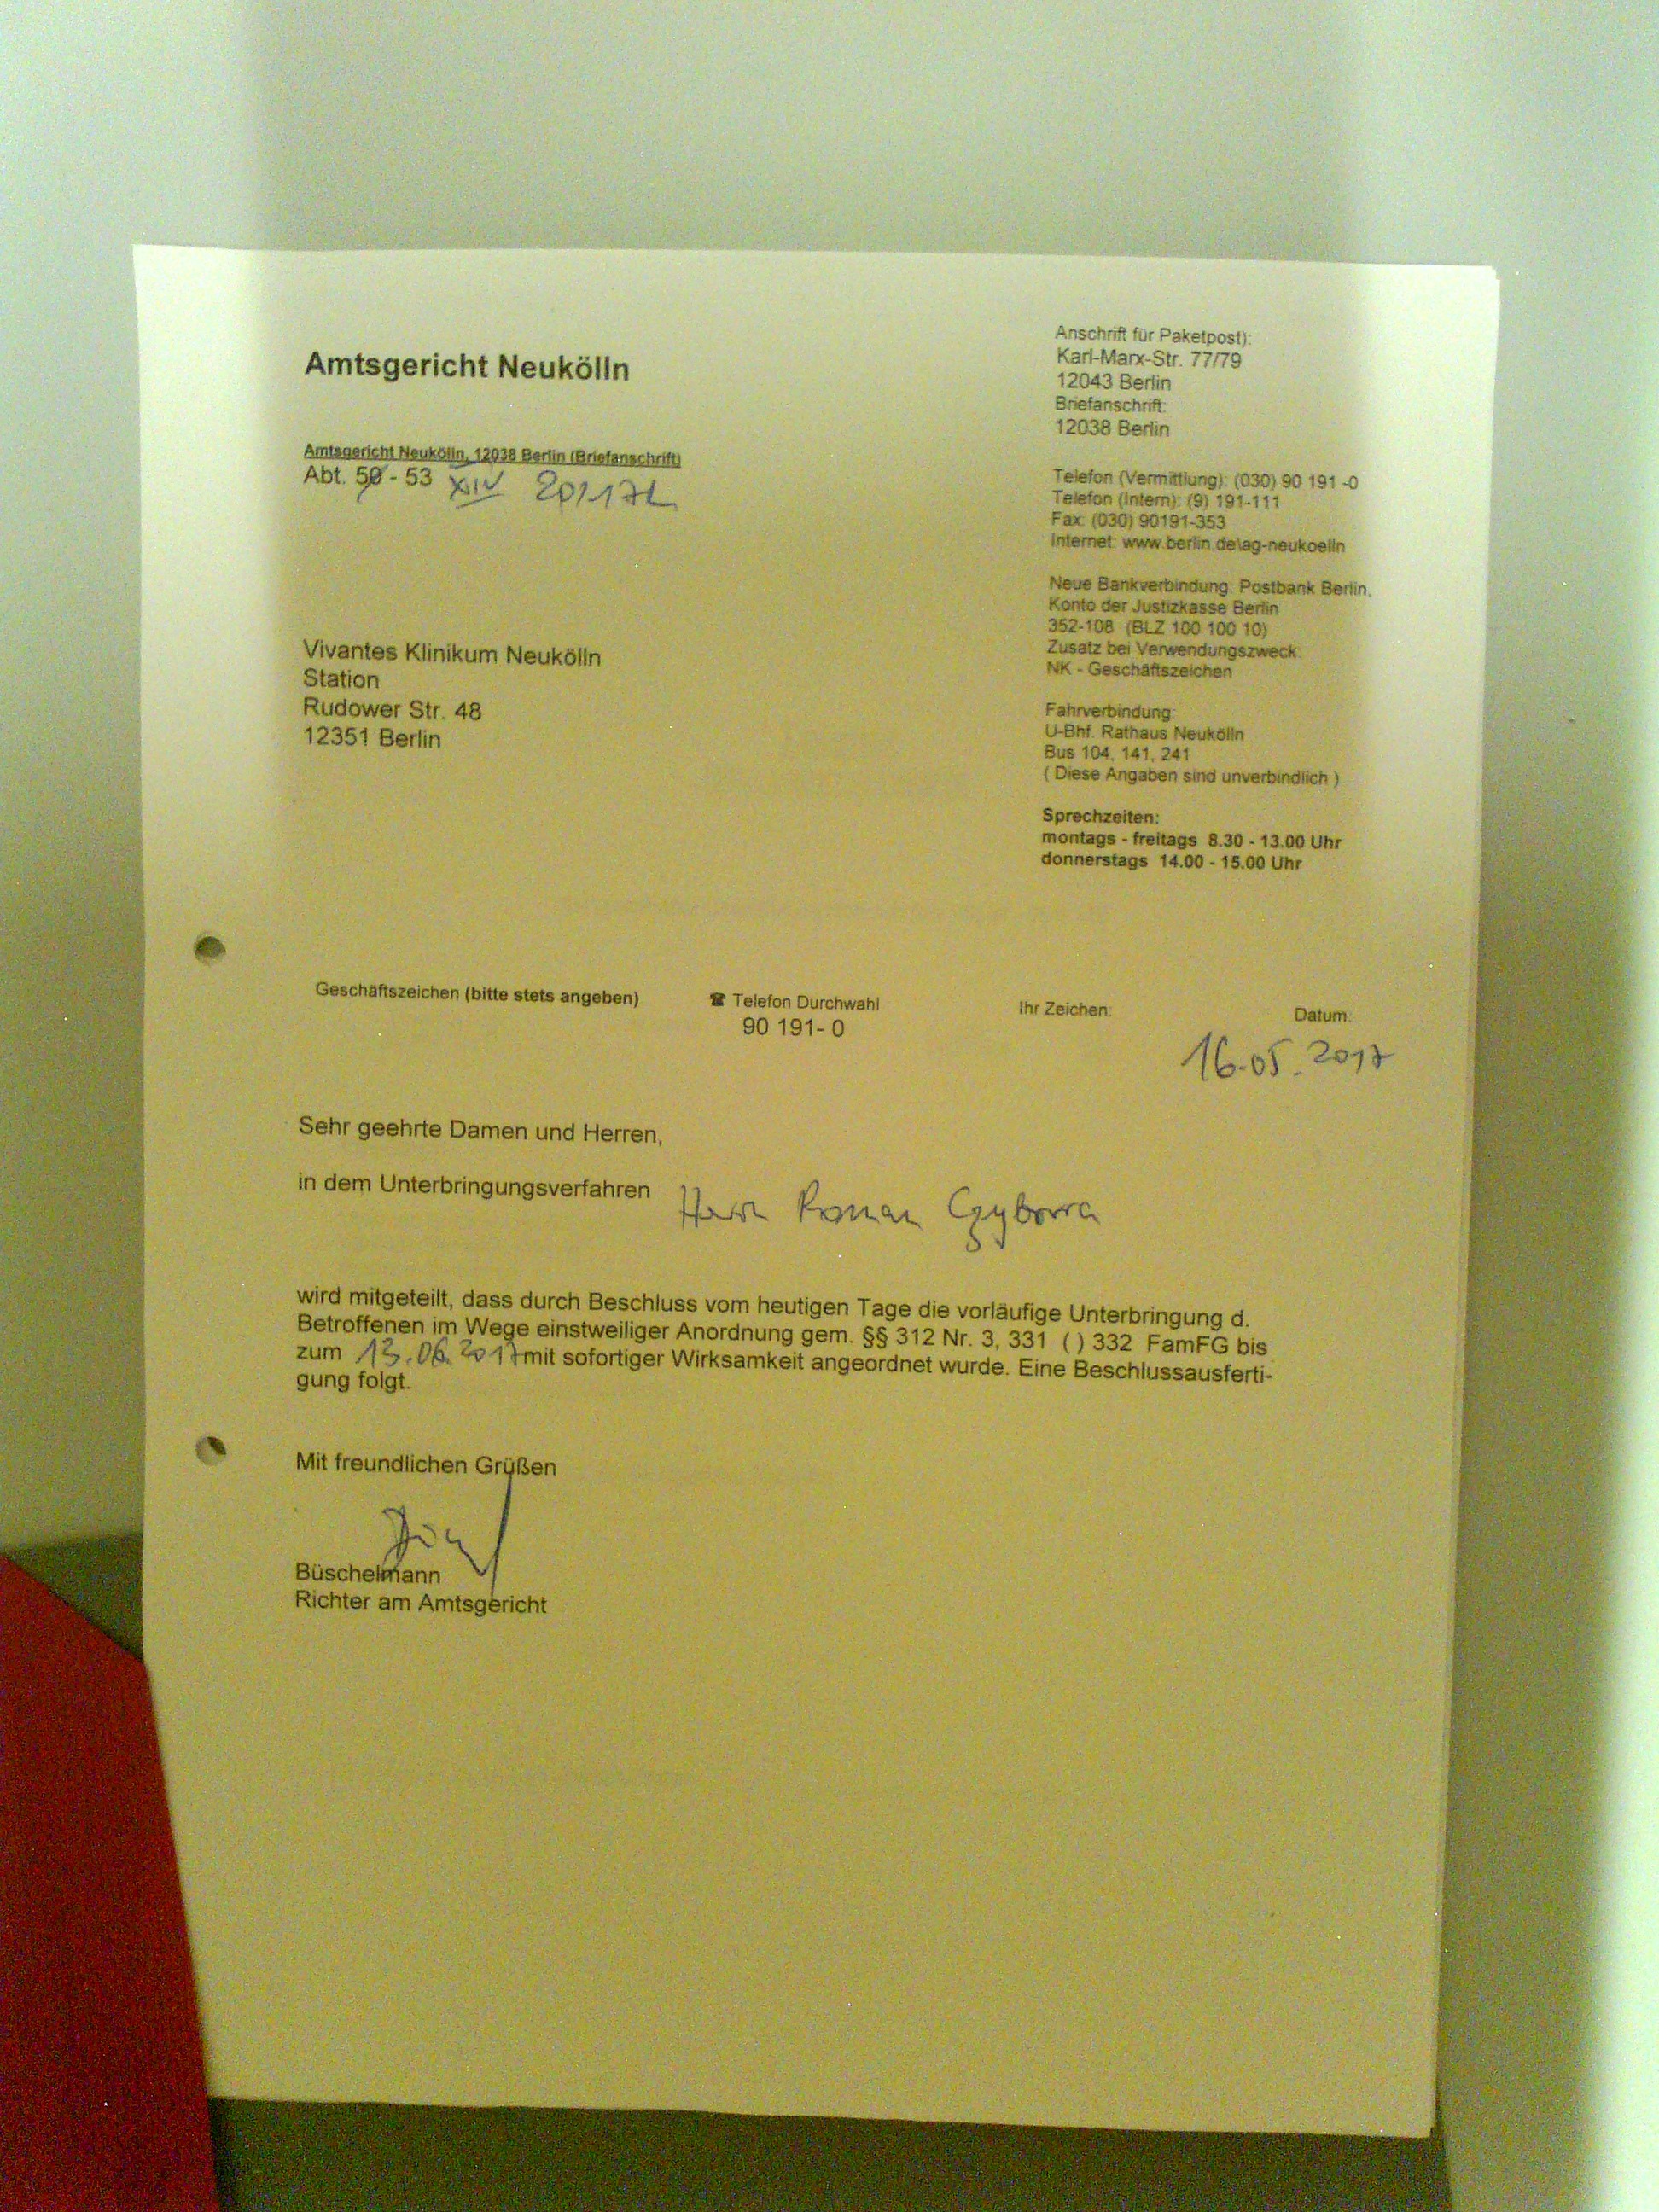 Amtsgericht Neukölln
Amtsgericht Neukölln, 12038 Berlin (Briefanschrift)
Abt. 50 - 53 XIV
Vivantes Klinikum Neukölln
Station
Rudower Str. 48
12351 Berlin
Anschrift für Paketpost):
Karl-Marx-Str. 77/79
12043 Berlin
Briefanschrift:
12038 Berlin
Telefon (Vermittlung): (030) 90 191 -0
Telefon (Intern): (9) 191-111
Fax: (030) 90191-353
Internet: www.berlin.de\ag-neukoelln
Neue Bankverbindung: Postbank Berlin,
Konto der Justizkasse Berlin
352-108 (BLZ 100 100 10)
Zusatz bei Verwendungszweck:
NK - Geschäftszeichen
Fahrverbindung:
U-Bhf. Rathaus Neukölln
Bus 104, 141, 241
( Diese Angaben sind unverbindlich )
Sprechzeiten:
montags - freitags 8.30 - 13.00 Uhr
donnerstags 14.00 - 15.00 Uhr
Geschäftszeichen (bitte stets angeben)
☎ Telefon Durchwahl
90 191- 0
Ihr Zeichen:
Datum:
16.05.2017
Sehr geehrte Damen und Herren,
in dem Unterbringungsverfahren Herrn Roman Czyborra
wird mitgeteilt, dass durch Beschluss vom heutigen Tage die vorläufige Unterbringung d.
Betroffenen im Wege einstweiliger Anordnung gem. §§ 312 Nr. 3, 331 ( ) 332 FamFG bis
zum 13.06.2017 mit sofortiger Wirksamkeit angeordnet wurde. Eine Beschlussausferti-
gung folgt.
Mit freundlichen Grüßen
Büschelmann
Richter am Amtsgericht